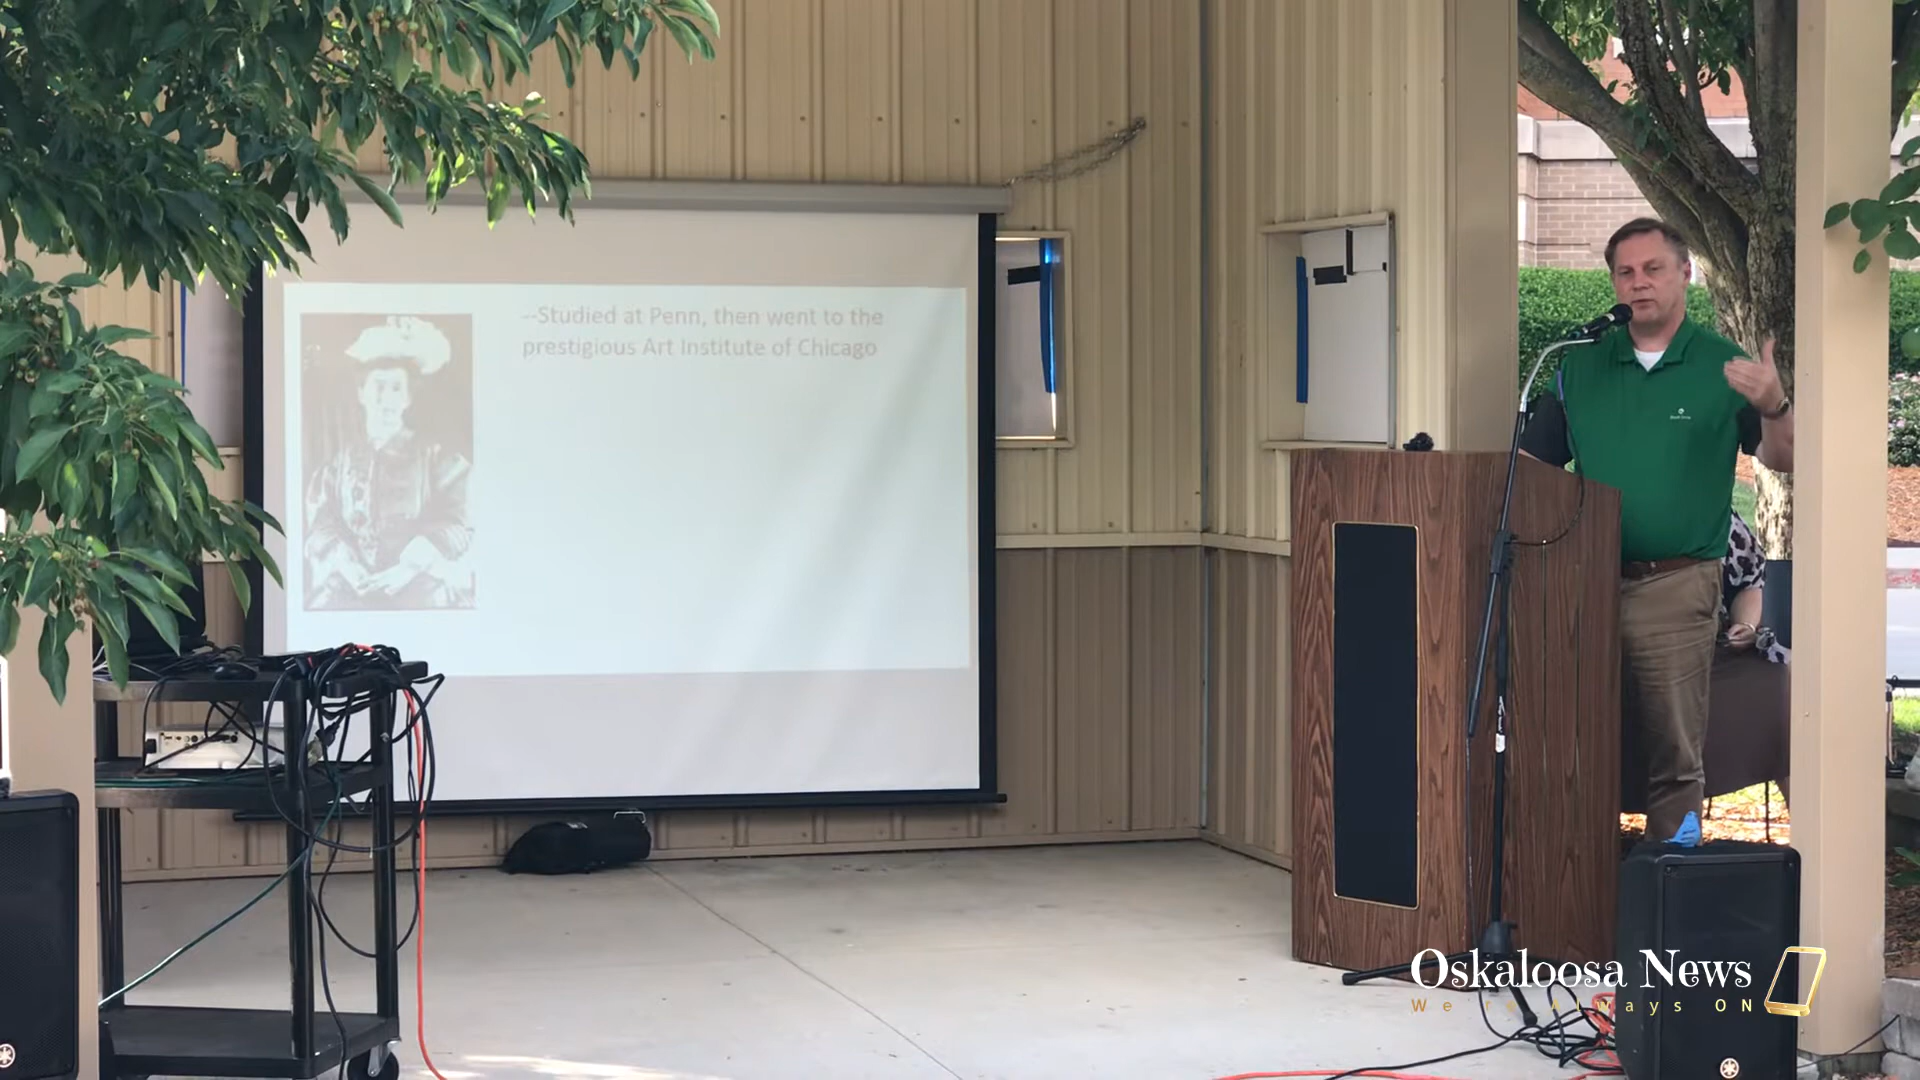 --Studied at Penn, then went to the
prestigious Art Institute of Chicago
Oskaloosa News
We're Always ON